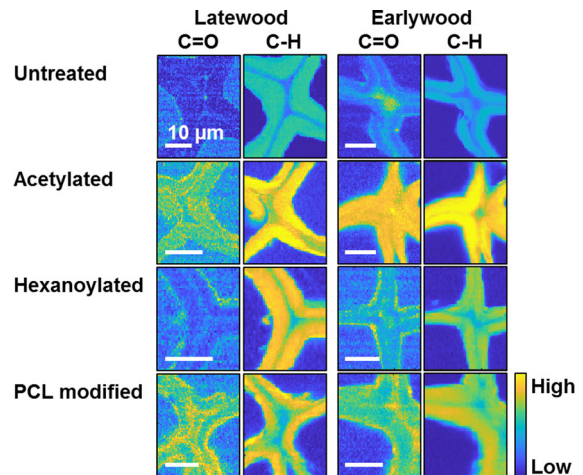 Latewood Earlywood
C=O C-H C=O C-H
Untreated
10 µm
Acetylated
Hexanoylated
PCL modified
High
Low